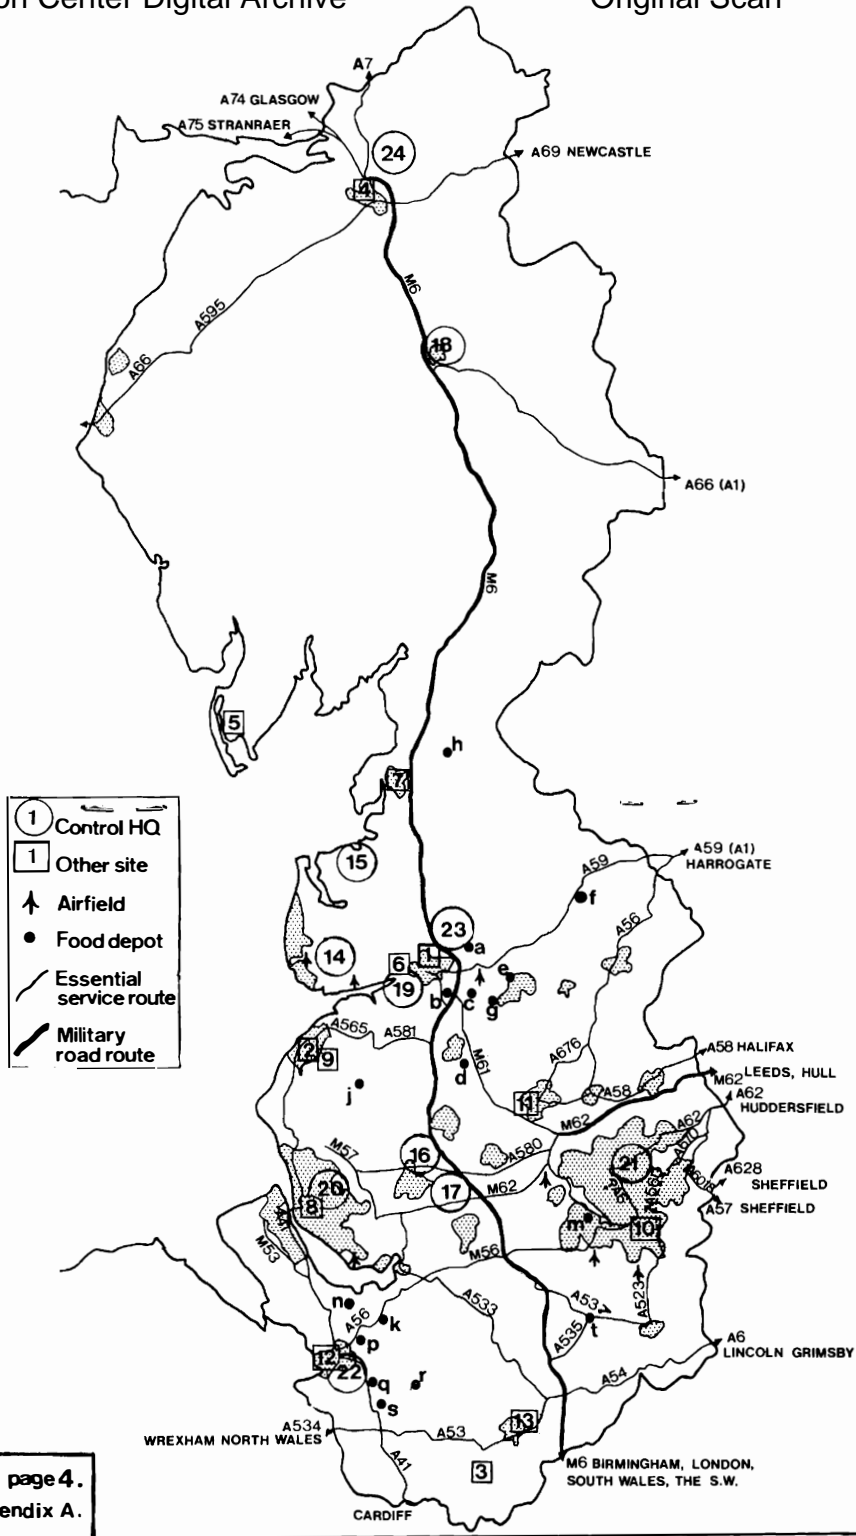 on Center Digital Archive
Original Scan
A7
A74 GLASGOW
A75 STRANRAER
24
A69 NEWCASTLE
4
M6
A595
18
A66
A66 (A1)
M6
5
h
7
1
Control HQ
1
Other site
Airfield
Food depot
Essential
service route
Military
road route
15
A59 (A1)
HARROGATE
A59
f
A56
23
a
1
14
6
e
19
b
c
g
A565
A581
2
9
M61
A676
A58 HALIFAX
d
LEEDS, HULL
M62
j
11
A58
A62
HUDDERSFIELD
M62
A62
A670
M57
16
A580
21
A628
SHEFFIELD
20
17
M62
A57 SHEFFIELD
8
m
10
A41
M53
M56
n
A533
A523
A56
k
A534
t
p
A535
A6
LINCOLN GRIMSBY
12
22
q
r
A54
s
13
A534
WREXHAM NORTH WALES
A53
A41
3
M6 BIRMINGHAM, LONDON,
SOUTH WALES, THE S.W.
page 4.
endix A.
CARDIFF